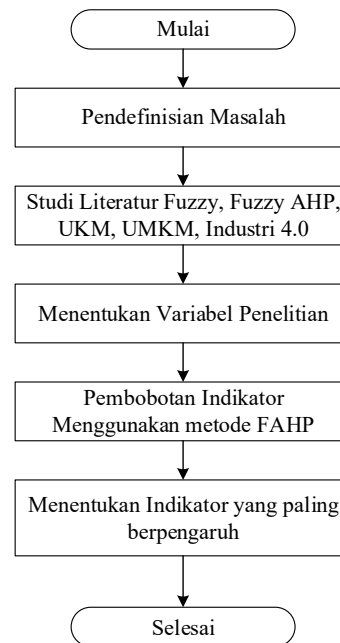 Mulai
Pendefinisian Masalah
Studi Literatur Fuzzy, Fuzzy AHP,
UKM, UMKM, Industri 4.0
Menentukan Variabel Penelitian
Pembobotan Indikator
Menggunakan metode FAHP
Menentukan Indikator yang paling
berpengaruh
Selesai